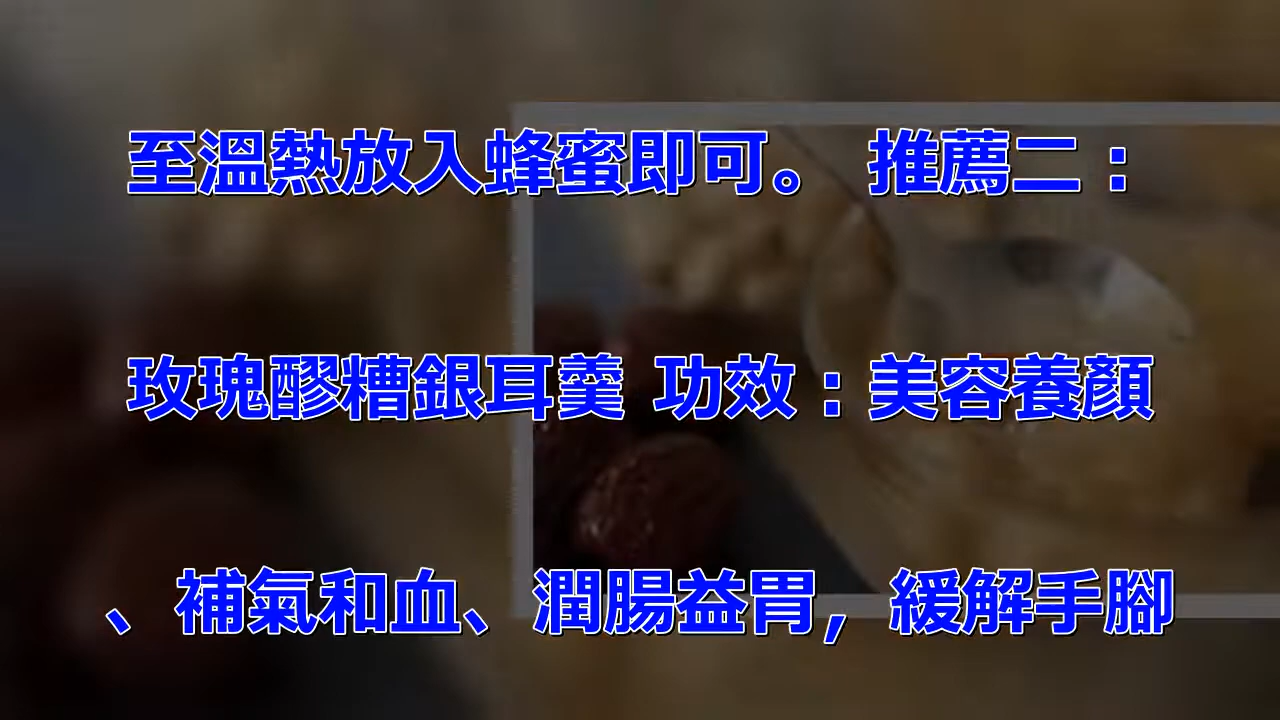 至溫熱放入蜂蜜即可。 推薦二：
玫瑰醪糟銀耳羹 功效：美容養顏
、補氣和血、潤腸益胃，緩解手腳